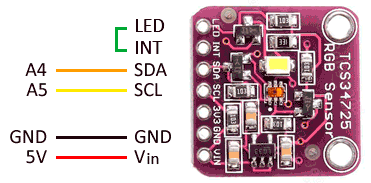 LED
INT
A4 SDA
A5 SCL
GND GND
5V Vin
LED
INT
SDA
SCL
3V3
GND
VIN
TCS34725
RGB Sensor